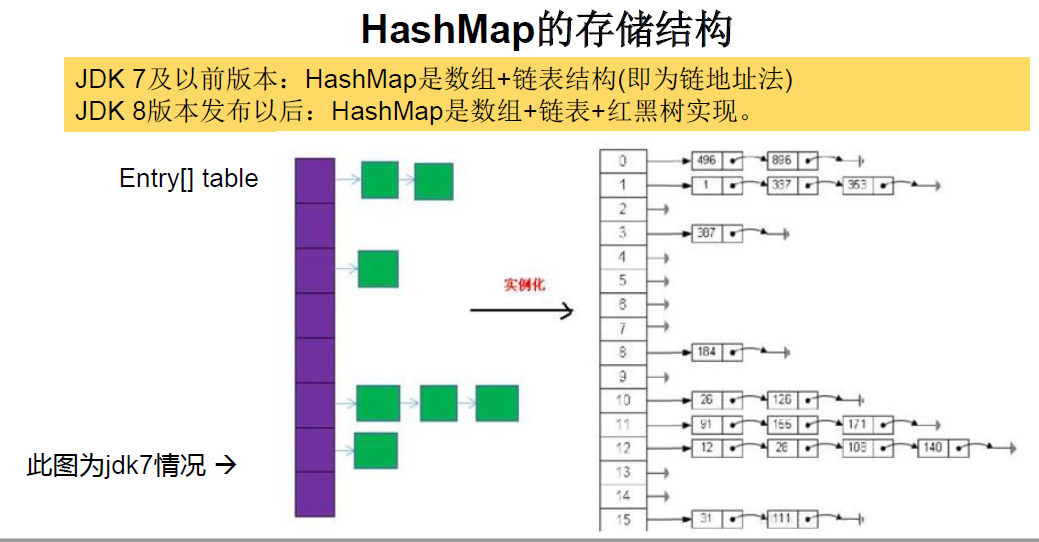 HashMap的存储结构
JDK 7及以前版本：HashMap是数组+链表结构(即为链地址法)
JDK 8版本发布以后：HashMap是数组+链表+红黑树实现。
Entry[] table
实例化
此图为jdk7情况 →
0 496 896
1 1 337 353
2
3 387
4
5
6
7
8 184
9
10 26 126
11 91 155 171
12 12 28 108 140
13
14
15 31 111